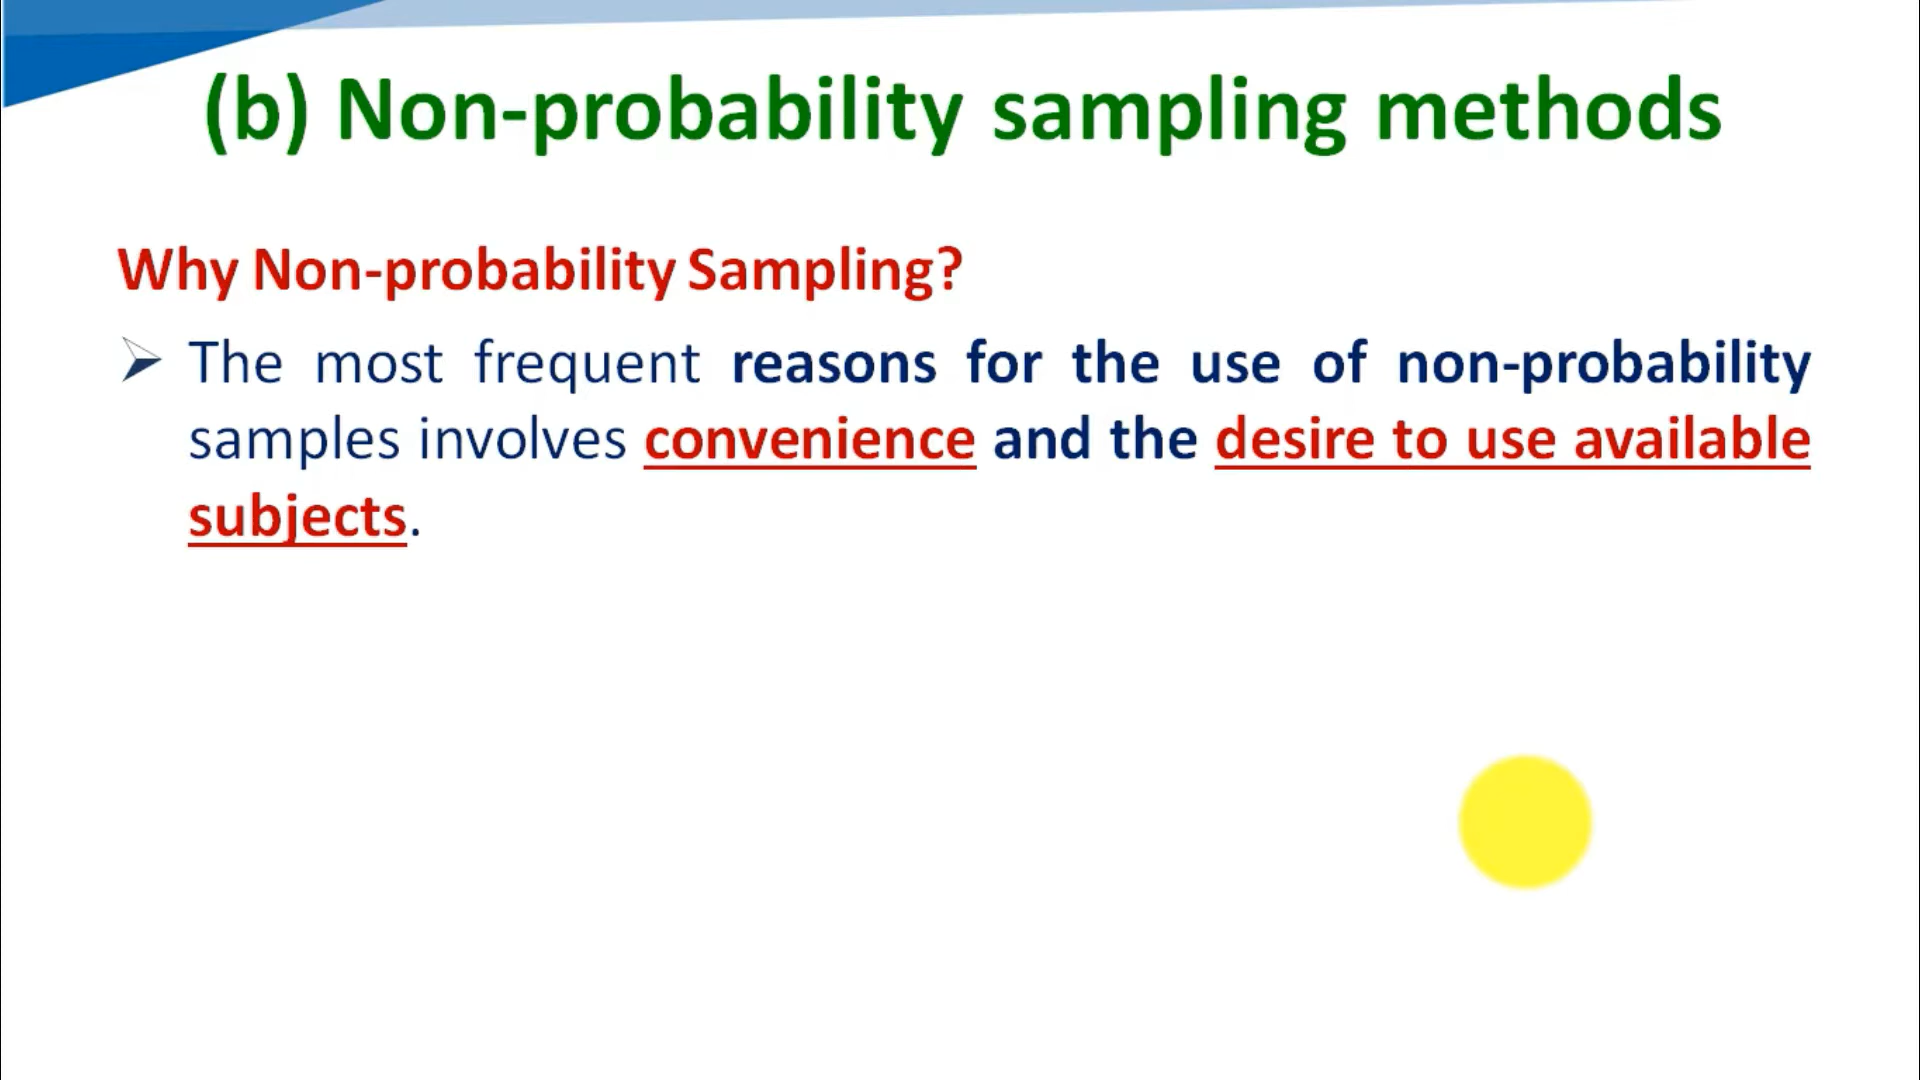 (b) Non-probability sampling methods
Why Non-probability Sampling?
The most frequent reasons for the use of non-probability
samples involves convenience and the desire to use available
subjects.